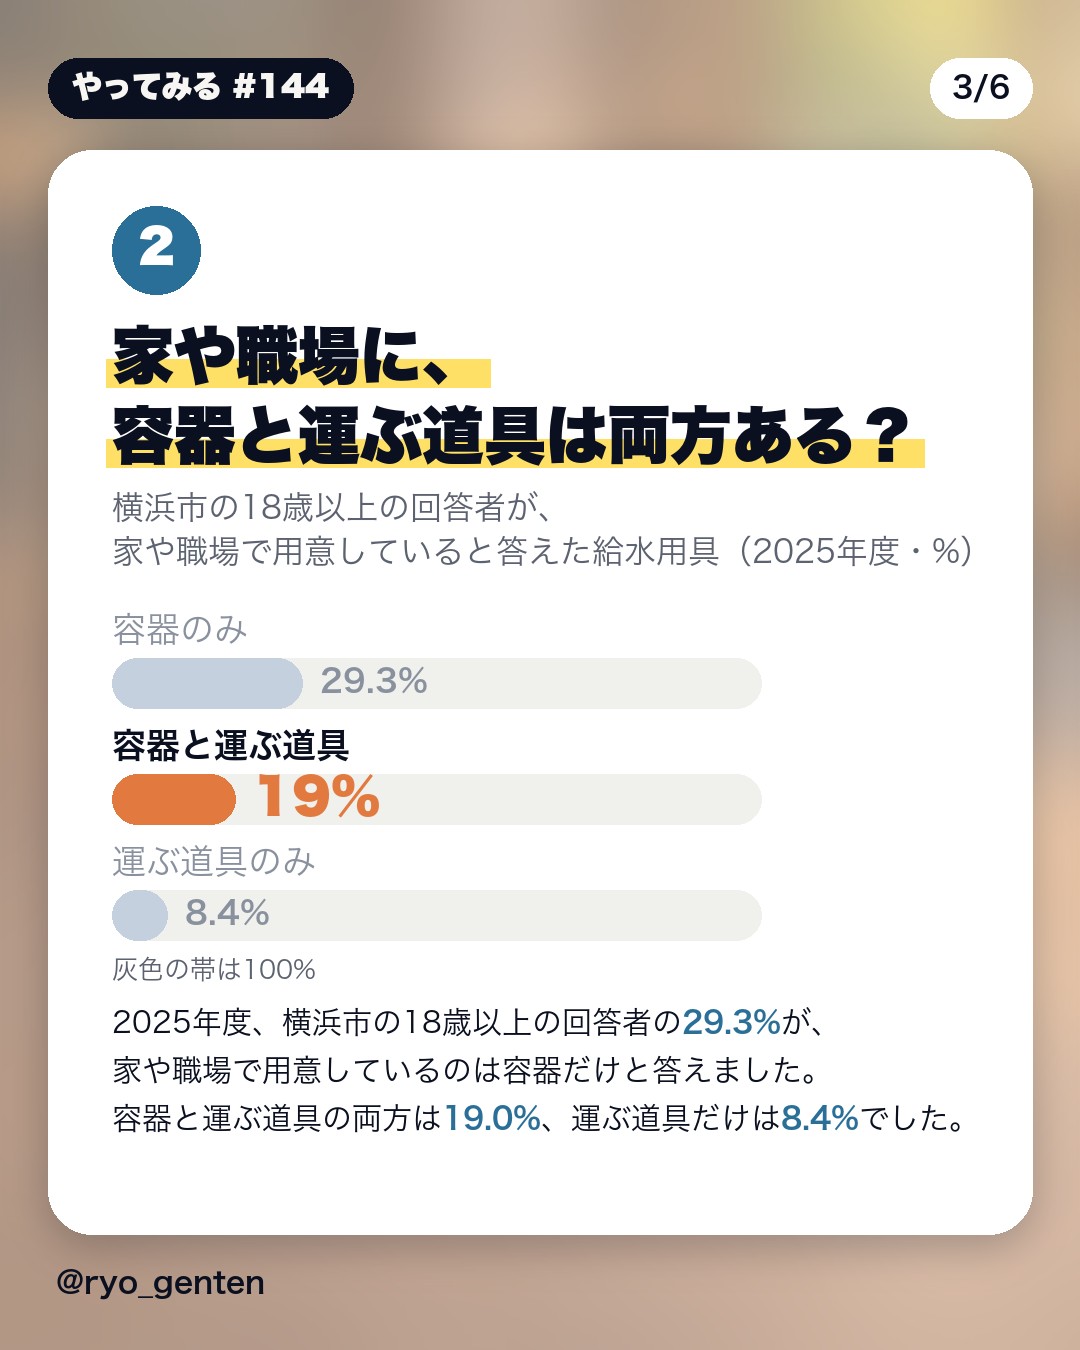 やってみる #144
3/6
2
家や職場に、
容器と運ぶ道具は両方ある？
横浜市の18歳以上の回答者が、
家や職場で用意していると答えた給水用具（2025年度・%）
容器のみ
29.3%
容器と運ぶ道具
19%
運ぶ道具のみ
8.4%
灰色の帯は100%
2025年度、横浜市の18歳以上の回答者の29.3%が、
家や職場で用意しているのは容器だけと答えました。
容器と運ぶ道具の両方は19.0%、運ぶ道具だけは8.4%でした。
@ryo_genten